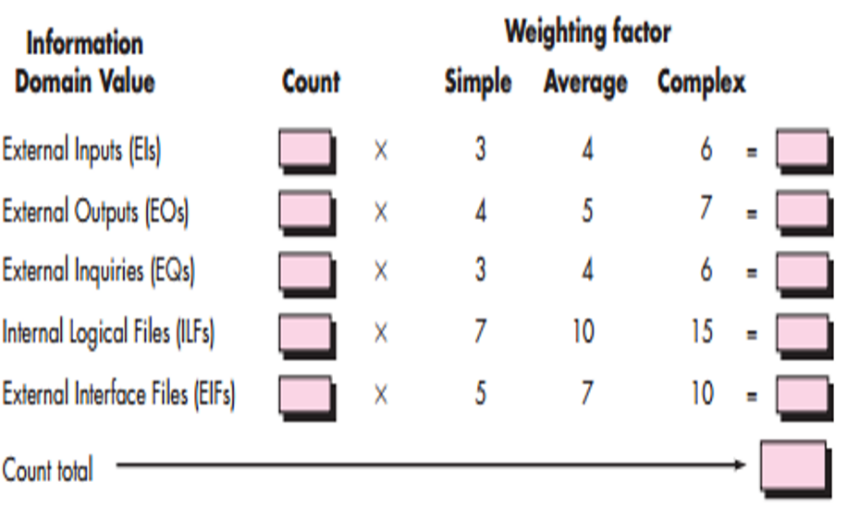 Weighting factor
Information
Domain Value Count Simple Average Complex
External Inputs (EIs) × 3 4 6 =
External Outputs (EOs) × 4 5 7 =
External Inquiries (EQs) × 3 4 6 =
Internal Logical Files (ILFs) × 7 10 15 =
External Interface Files (EIFs) × 5 7 10 =
Count total